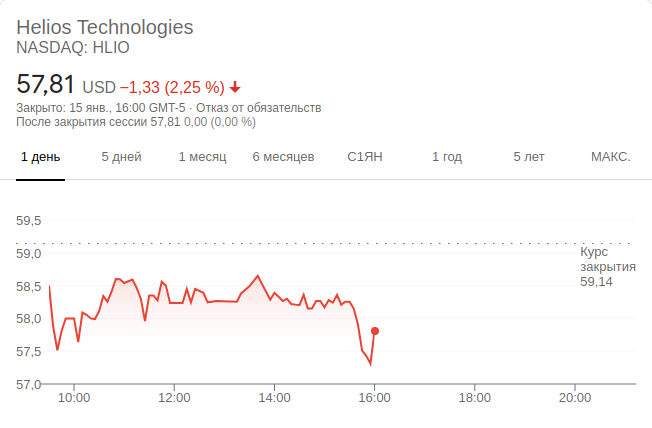 Helios Technologies
NASDAQ: HLIO
57,81 USD −1,33 (2,25 %)
Закрыто: 15 янв., 16:00 GMT-5 · Отказ от обязательств
После закрытия сессии 57,81 0,00 (0,00 %)
1 день 5 дней 1 месяц 6 месяцев С1ЯН 1 год 5 лет МАКС.
59,5
59,0
58,5
58,0
57,5
57,0
Курс
закрытия
59,14
10:00 12:00 14:00 16:00 18:00 20:00